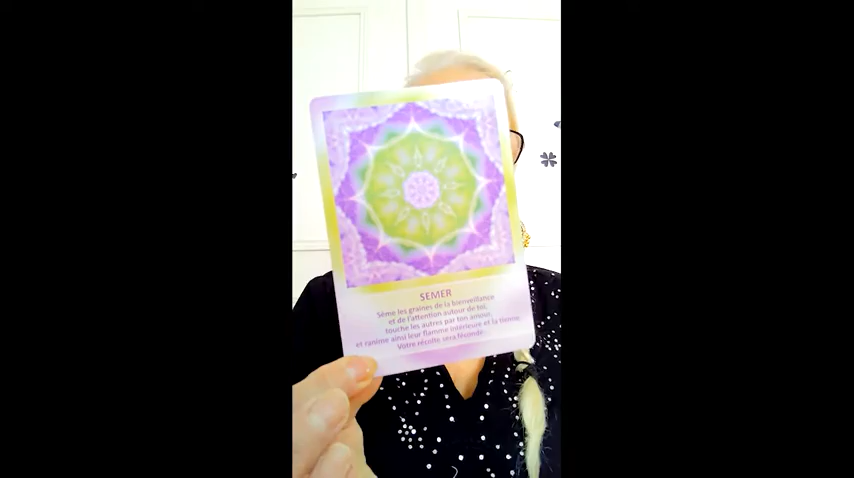 SEMER
Sème les graines de la bienveillance
et de l'attention autour de toi,
touche les autres par ton amour,
et ranime ainsi leur flamme intérieure et la tienne.
Votre récolte sera féconde.